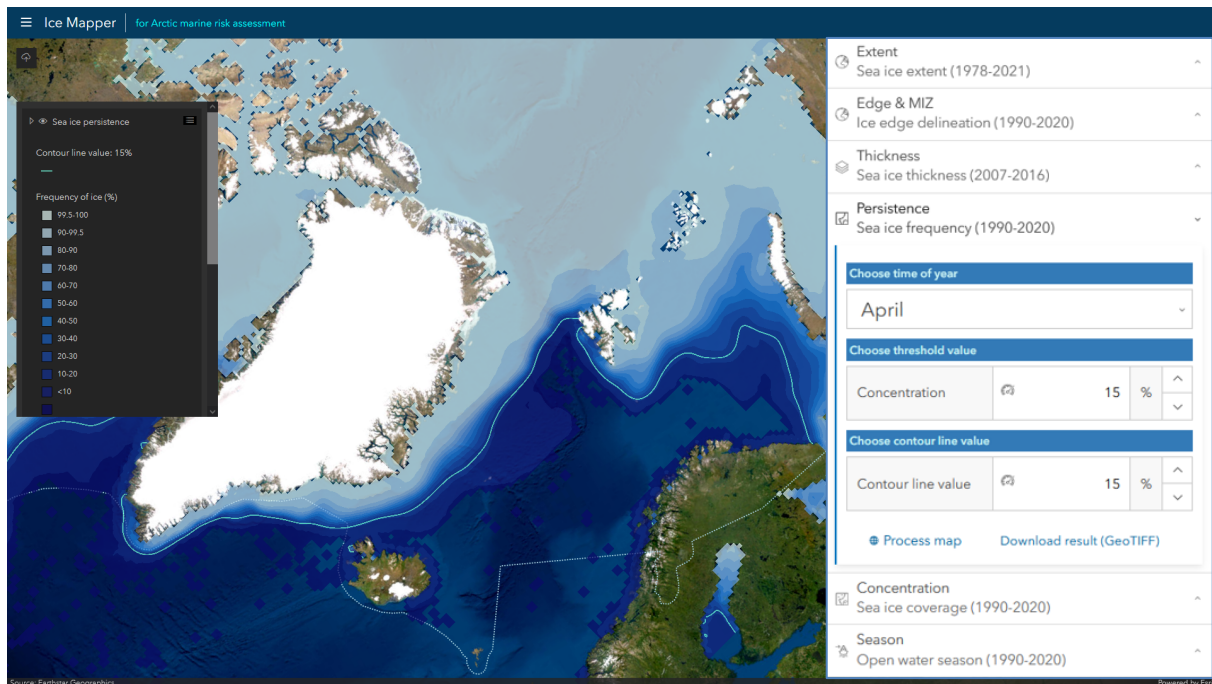 Ice Mapper
for Arctic marine risk assessment
Sea ice persistence
Contour line value: 15%
Frequency of ice (%)
99.5-100
90-99.5
80-90
70-80
60-70
50-60
40-50
30-40
20-30
10-20
<10
Extent
Sea ice extent (1978-2021)
Edge & MIZ
Ice edge delineation (1990-2020)
Thickness
Sea ice thickness (2007-2016)
Persistence
Sea ice frequency (1990-2020)
Choose time of year
April
Choose threshold value
Concentration 15 %
Choose contour line value
Contour line value 15 %
Process map Download result (GeoTIFF)
Concentration
Sea ice coverage (1990-2020)
Season
Open water season (1990-2020)
Source: Earthstar Geographics
Powered by Esri